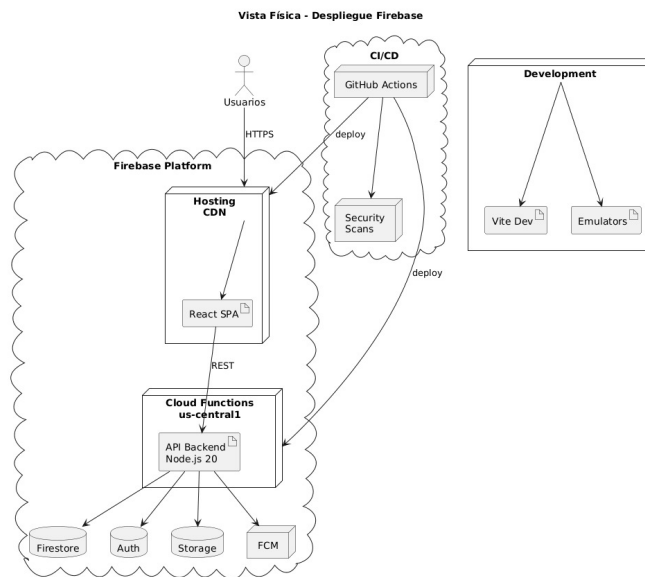 Vista Física - Despliegue Firebase
CI/CD
GitHub Actions
Development
Usuarios
HTTPS
deploy
Firebase Platform
Hosting
CDN
Security
Scans
Vite Dev
Emulators
deploy
React SPA
REST
Cloud Functions
us-central1
API Backend
Node.js 20
Firestore
Auth
Storage
FCM